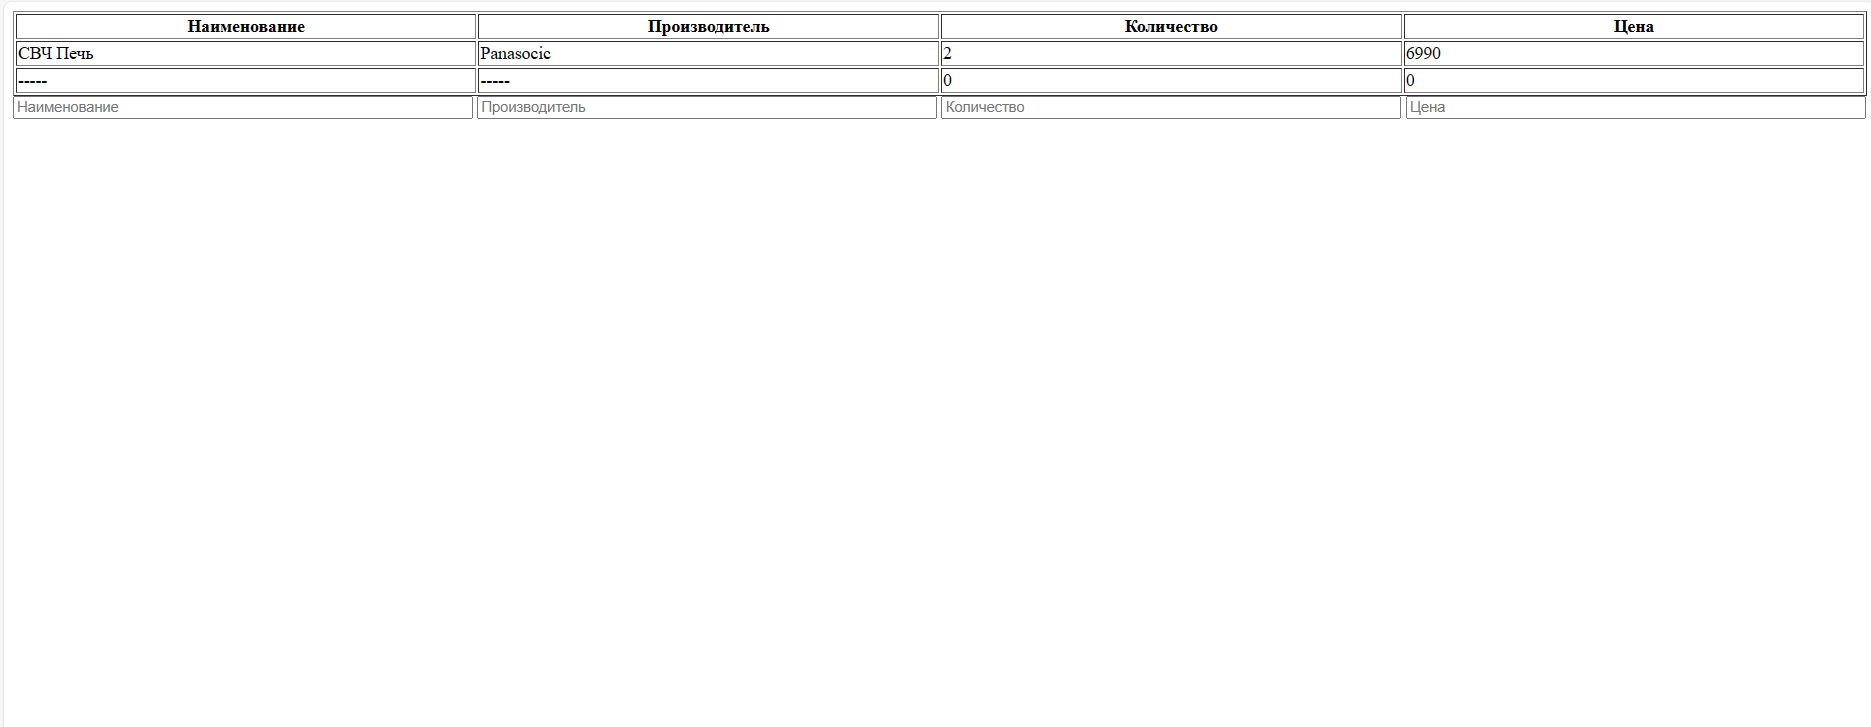 Наименование Производитель Количество Цена
СВЧ Печь Panasocic 2 6990
----- ----- 0 0
Наименование Производитель Количество Цена